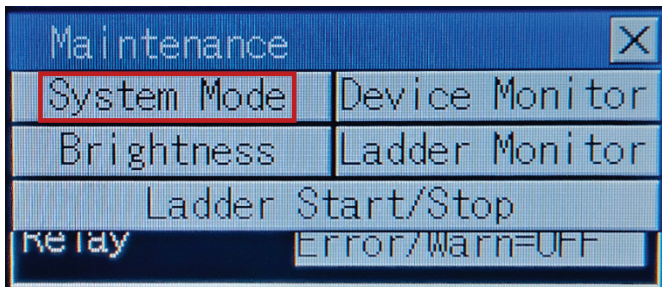 Maintenance X
System Mode Device Monitor
Brightness Ladder Monitor
Ladder Start/Stop
Relay Error/Warn=OFF